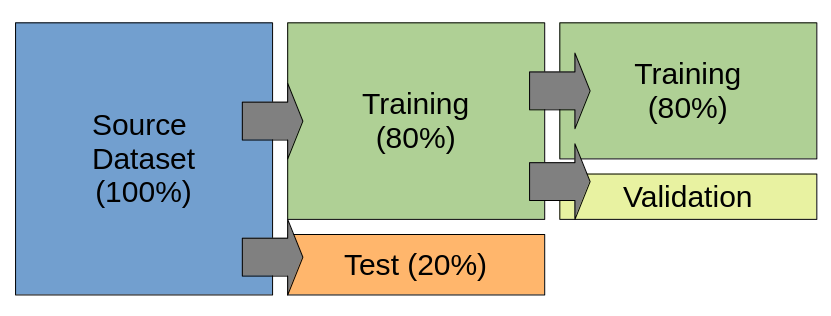 Source
Dataset
(100%)
Training
(80%)
Test (20%)
Training
(80%)
Validation